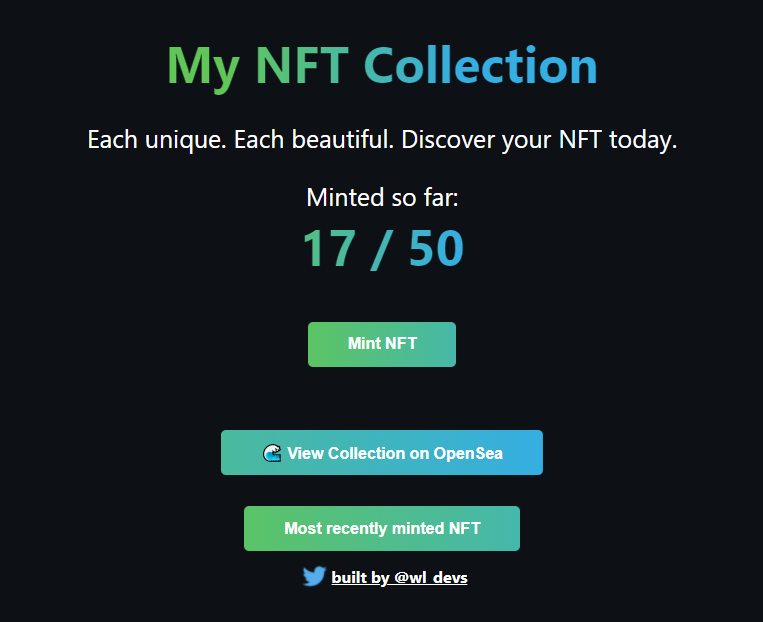 My NFT Collection
Each unique. Each beautiful. Discover your NFT today.
Minted so far:
17 / 50
Mint NFT
View Collection on OpenSea
Most recently minted NFT
built by @wl_devs